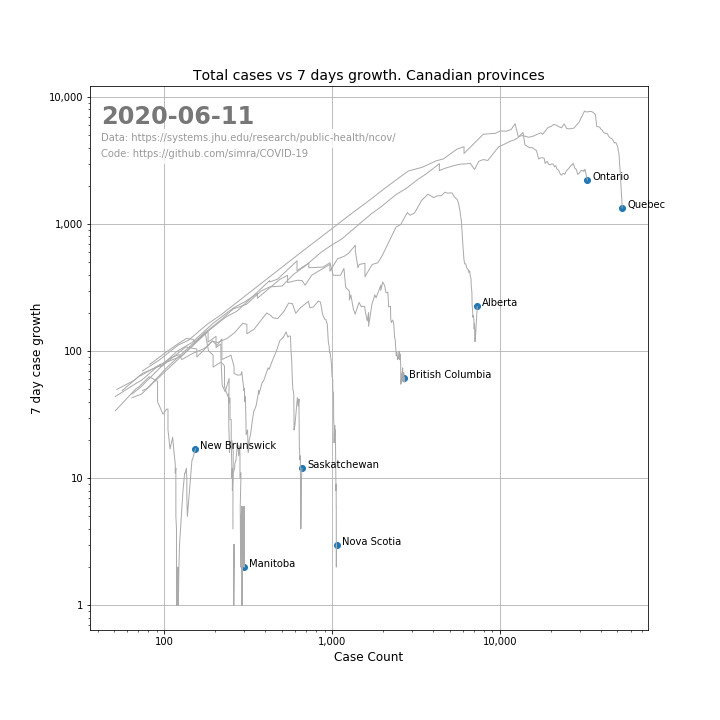 Total cases vs 7 days growth. Canadian provinces
2020-06-11
Data: https://systems.jhu.edu/research/public-health/ncov/
Code: https://github.com/simra/COVID-19
10,000
1,000
100
10
1
7 day case growth
Ontario
Quebec
Alberta
British Columbia
New Brunswick
Saskatchewan
Nova Scotia
Manitoba
100
1,000
10,000
Case Count